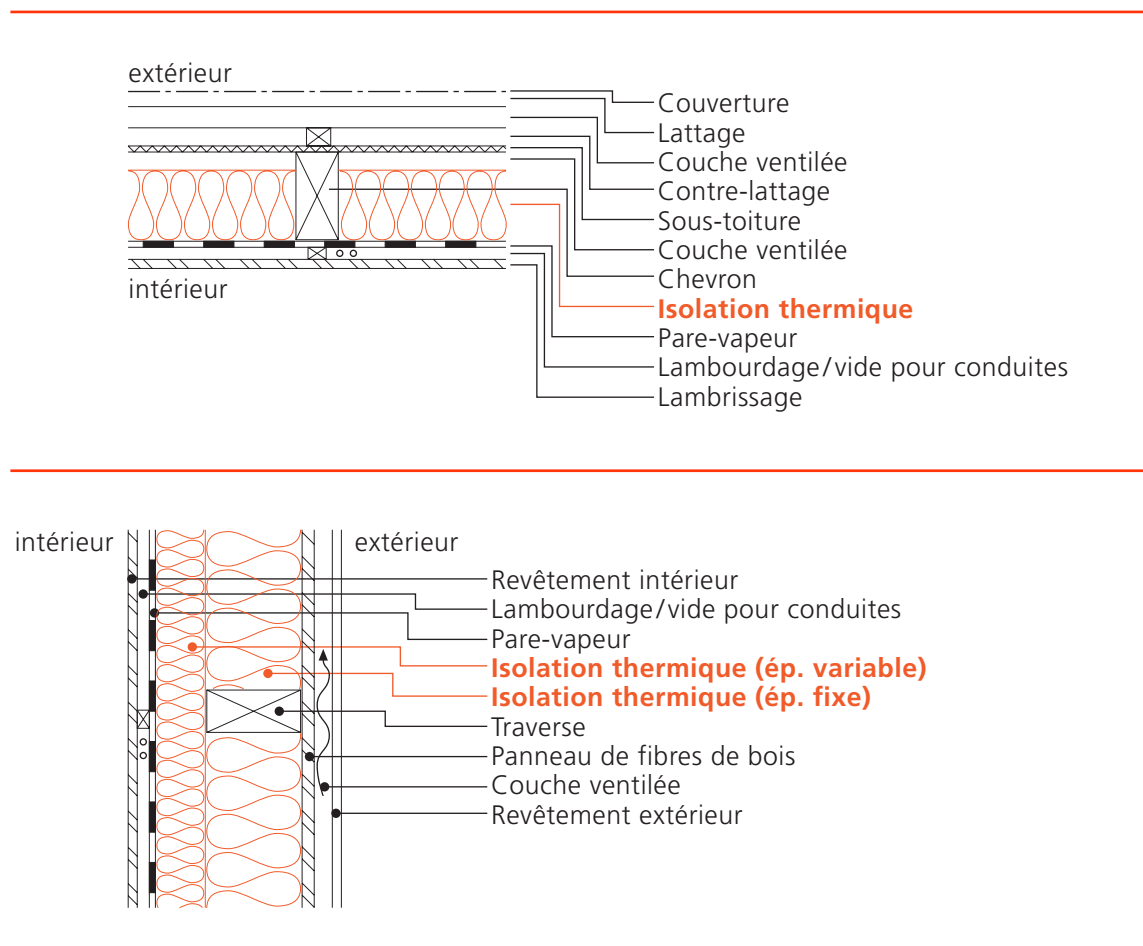 extérieur
Couverture
Lattage
Couche ventilée
Contre-lattage
Sous-toiture
Couche ventilée
Chevron
intérieur
Isolation thermique
Pare-vapeur
Lambourdage/vide pour conduites
Lambrissage
intérieur
extérieur
Revêtement intérieur
Lambourdage/vide pour conduites
Pare-vapeur
Isolation thermique (ép. variable)
Isolation thermique (ép. fixe)
Traverse
Panneau de fibres de bois
Couche ventilée
Revêtement extérieur